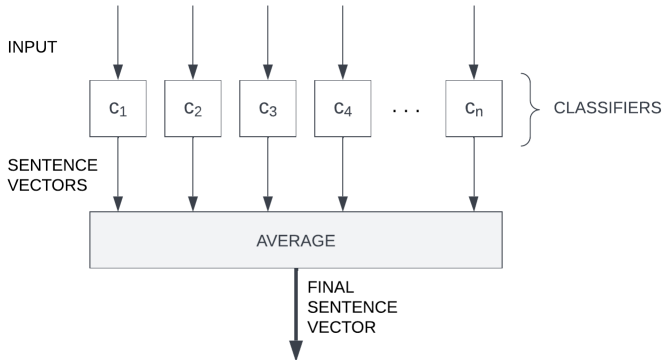 INPUT
c1
c2
c3
c4
. . .
cn
CLASSIFIERS
SENTENCE
VECTORS
AVERAGE
FINAL
SENTENCE
VECTOR